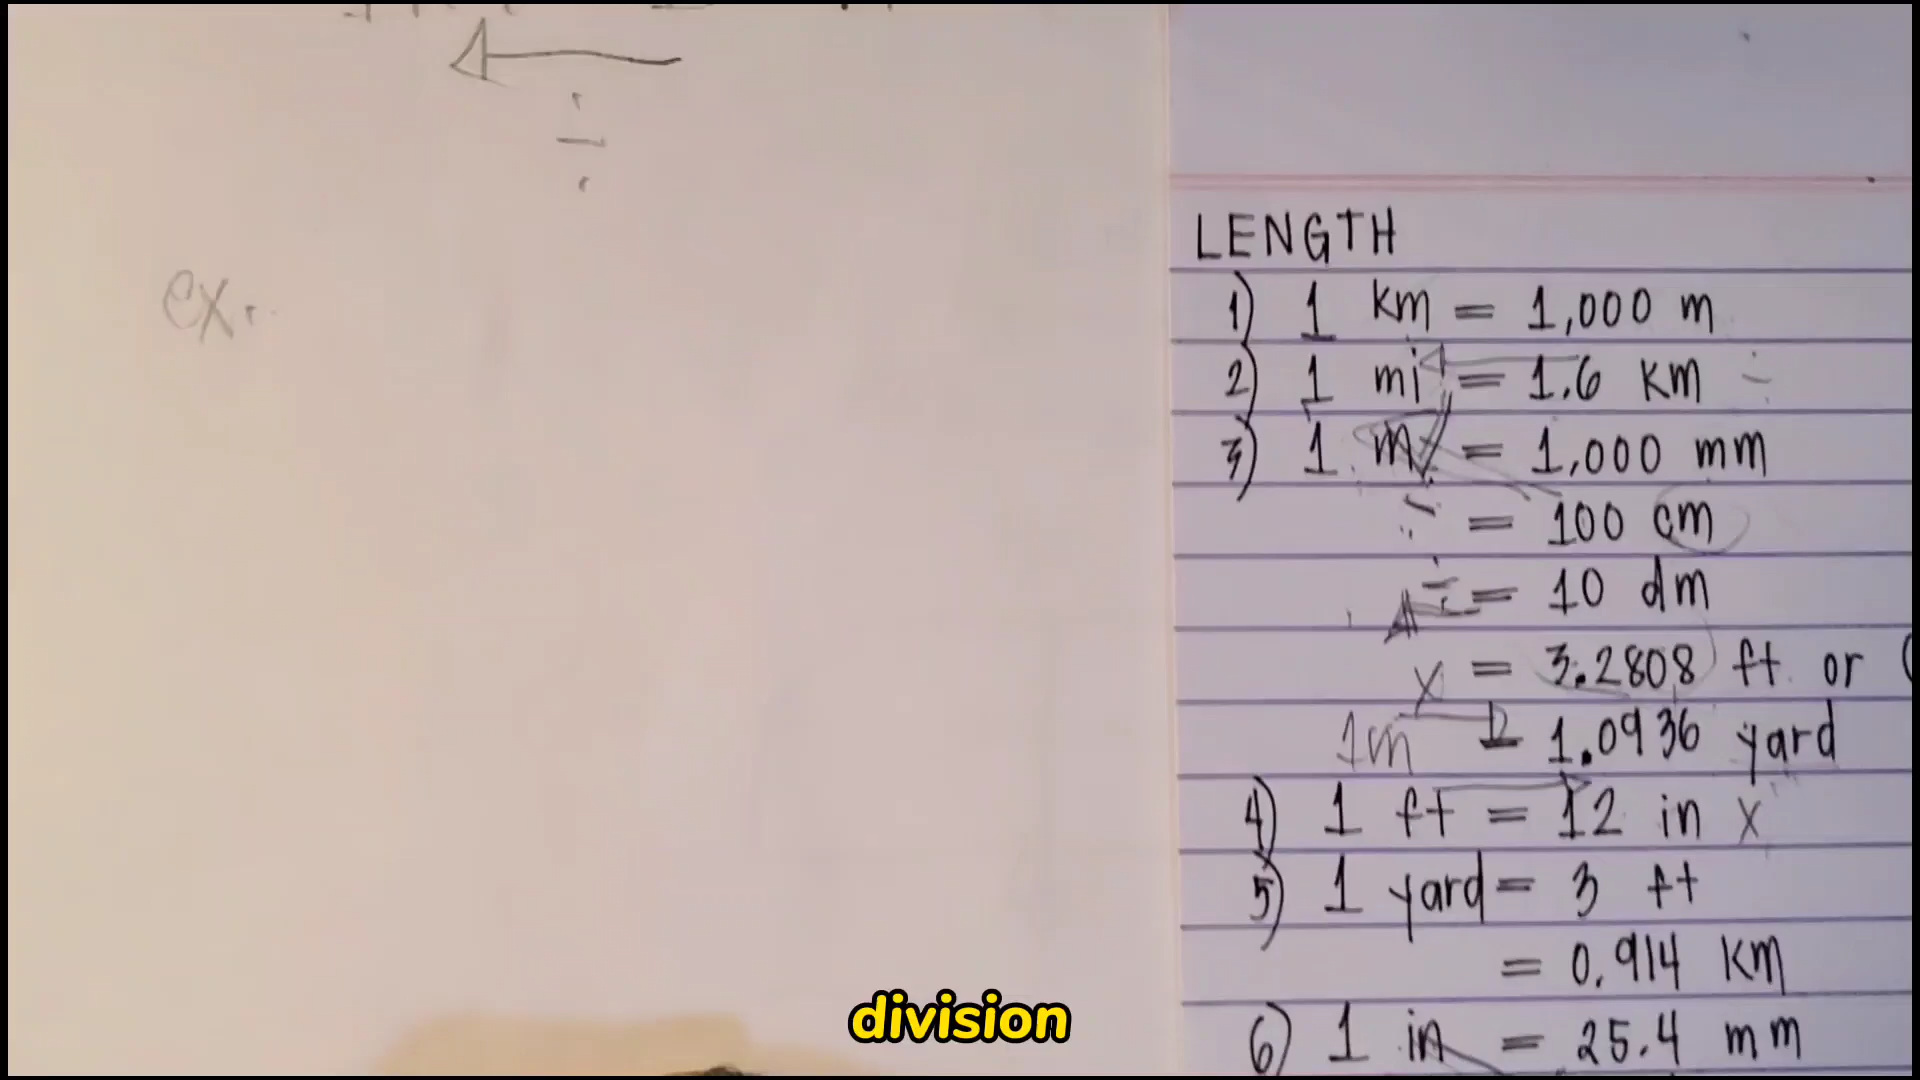 ÷
ex.
LENGTH
1) 1 km = 1,000 m
2) 1 mi = 1.6 km ÷
3) 1 m = 1,000 mm
÷ = 100 cm
÷ = 10 dm
x = 3.2808 ft or (
1m = 1.0936 yard
4) 1 ft = 12 in x
5) 1 yard = 3 ft
= 0.914 km
6) 1 in = 25.4 mm
division